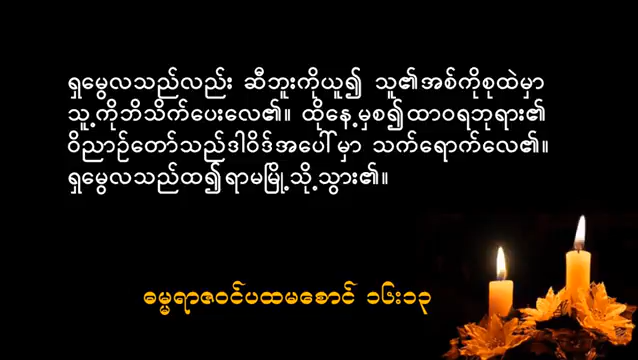 ရှမွေလသည်လည်း ဆီဘူးကိုယူ၍ သူ၏အစ်ကိုစုထဲမှာ
သူ့ကိုဘိသိက်ပေးလေ၏။ ထိုနေ့မှစ၍ထာဝရဘုရား၏
ဝိညာဉ်တော်သည်ဒါဝိဒ်အပေါ်မှာ သက်ရောက်လေ၏။
ရှမွေလသည်ထ၍ရာမမြို့သို့သွား၏။
ဓမ္မရာဇဝင်ပထမစောင် ၁၆း၁၃